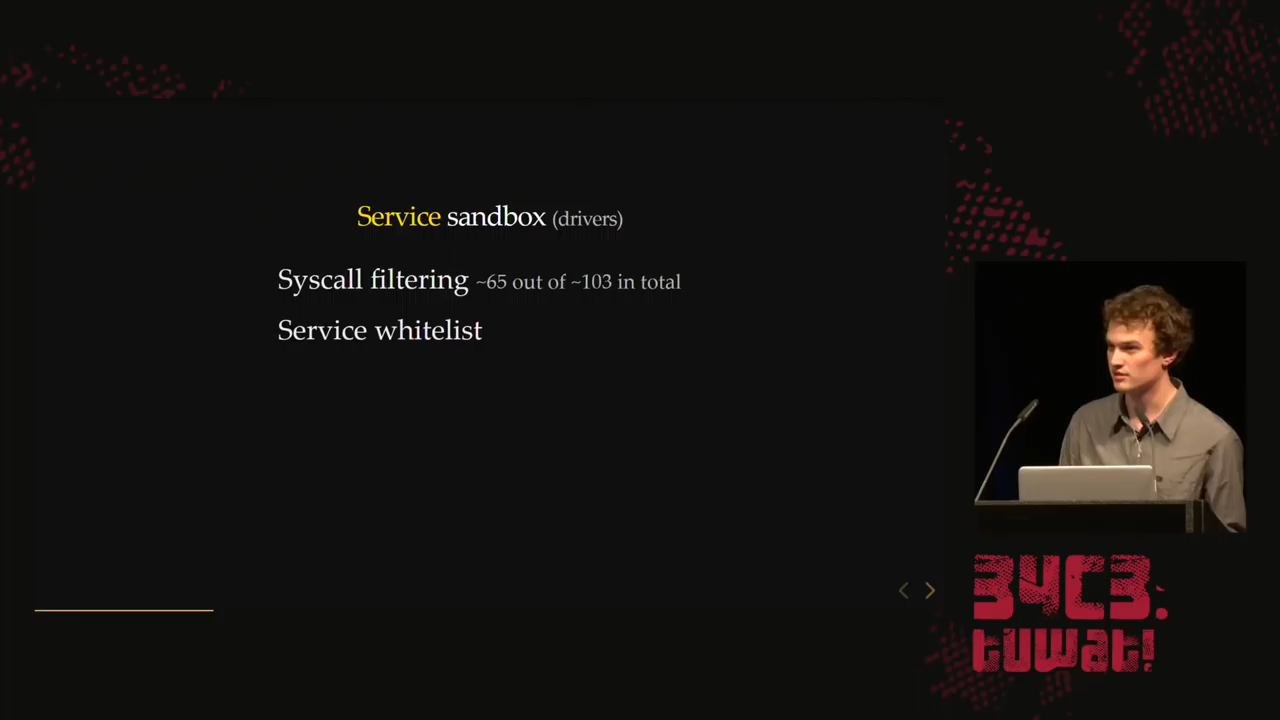 Service sandbox (drivers)
Syscall filtering ~65 out of ~103 in total
Service whitelist
34C3.
tuwat!